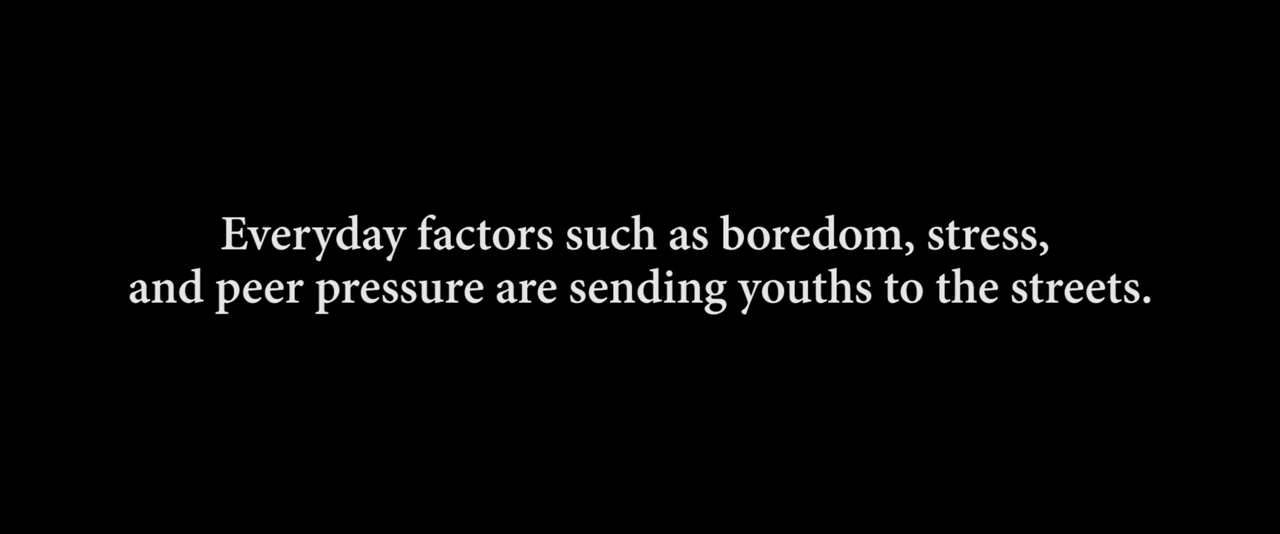 Everyday factors such as boredom, stress,
and peer pressure are sending youths to the streets.